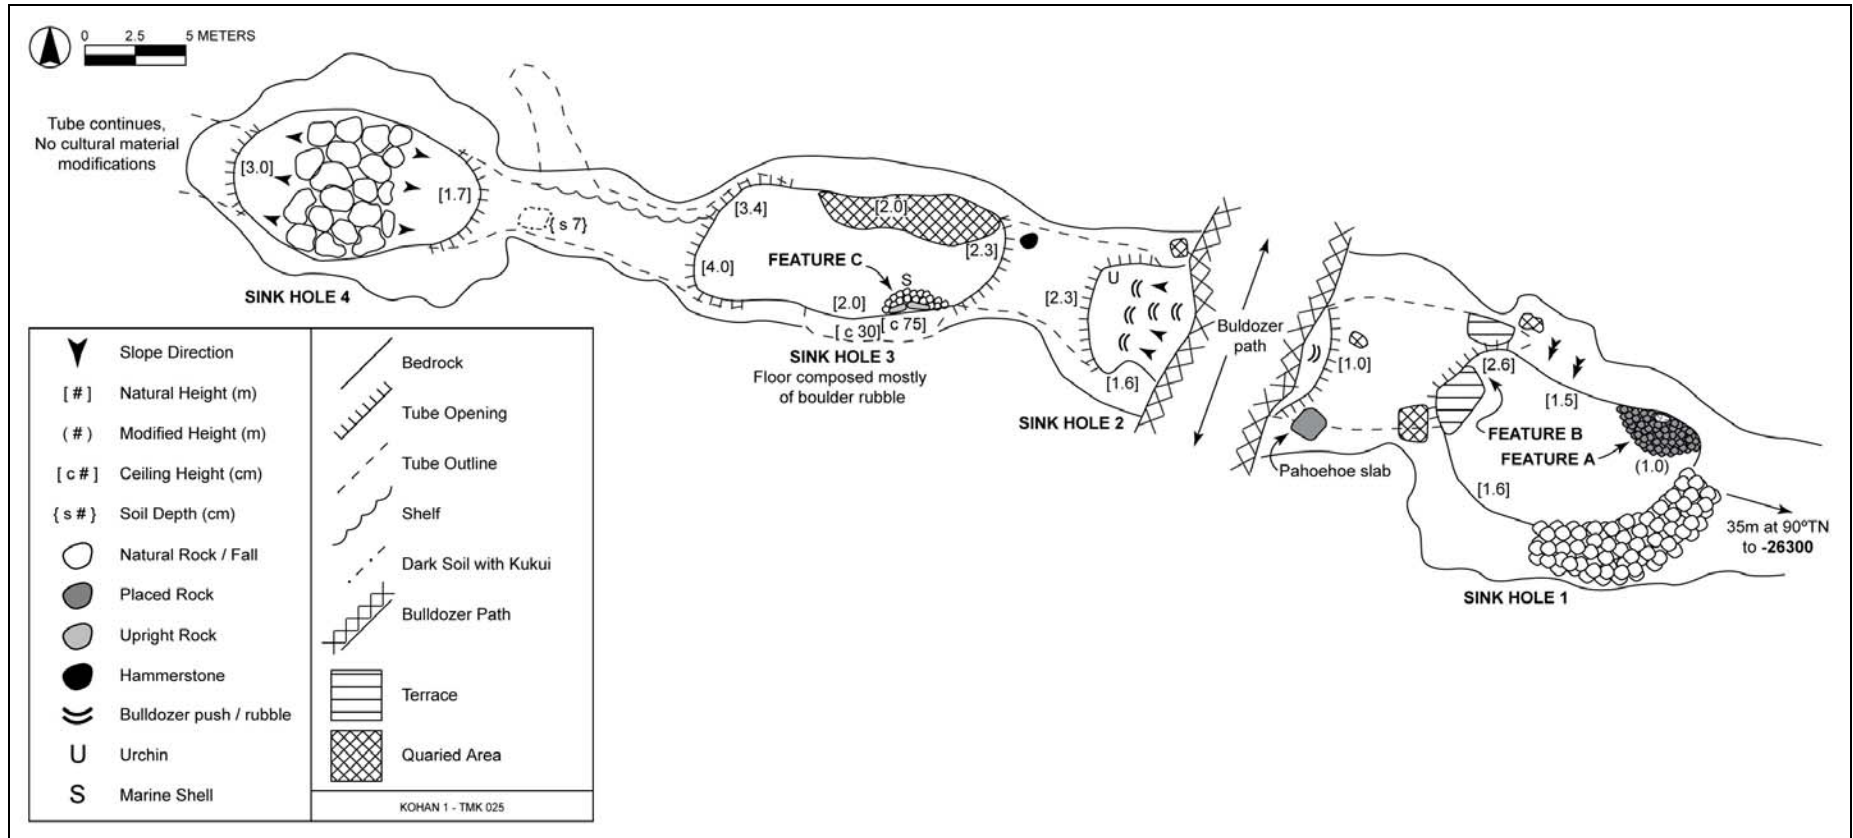 0 2.5 5 METERS
Tube continues,
No cultural material
modifications
[3.0]
[1.7]
SINK HOLE 4
{ s 7}
[3.4]
[2.0]
[2.3]
[4.0]
FEATURE C
S
[2.0]
[ c 30]
[ c 75]
SINK HOLE 3
Floor composed mostly
of boulder rubble
U
[2.3]
[1.6]
SINK HOLE 2
Buldozer
path
[1.0]
Pahoehoe slab
[2.6]
[1.5]
FEATURE B
FEATURE A
(1.0)
[1.6]
35m at 90ºTN
to -26300
SINK HOLE 1
Slope Direction
[ # ] Natural Height (m)
( # ) Modified Height (m)
[ c # ] Ceiling Height (cm)
{ s # } Soil Depth (cm)
Natural Rock / Fall
Placed Rock
Upright Rock
Hammerstone
Bulldozer push / rubble
U Urchin
S Marine Shell
Bedrock
Tube Opening
Tube Outline
Shelf
Dark Soil with Kukui
Bulldozer Path
Terrace
Quaried Area
KOHAN 1 - TMK 025